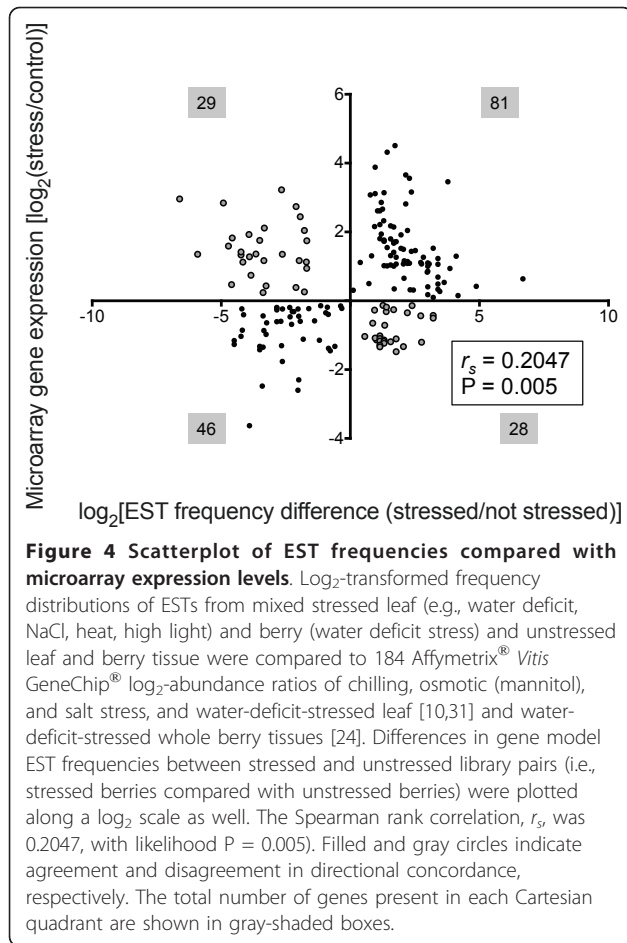 29
81
6
4
2
-10
-5
0
5
10
-2
-4
46
28
r_s = 0.2047
P = 0.005
Microarray gene expression [log₂(stress/control)]
log₂[EST frequency difference (stressed/not stressed)]
Figure 4 Scatterplot of EST frequencies compared with
microarray expression levels. Log₂-transformed frequency
distributions of ESTs from mixed stressed leaf (e.g., water deficit,
NaCl, heat, high light) and berry (water deficit stress) and unstressed
leaf and berry tissue were compared to 184 Affymetrix® Vitis
GeneChip® log₂-abundance ratios of chilling, osmotic (mannitol),
and salt stress, and water-deficit-stressed leaf [10,31] and water-
deficit-stressed whole berry tissues [24]. Differences in gene model
EST frequencies between stressed and unstressed library pairs (i.e.,
stressed berries compared with unstressed berries) were plotted
along a log₂ scale as well. The Spearman rank correlation, r_s, was
0.2047, with likelihood P = 0.005). Filled and gray circles indicate
agreement and disagreement in directional concordance,
respectively. The total number of genes present in each Cartesian
quadrant are shown in gray-shaded boxes.